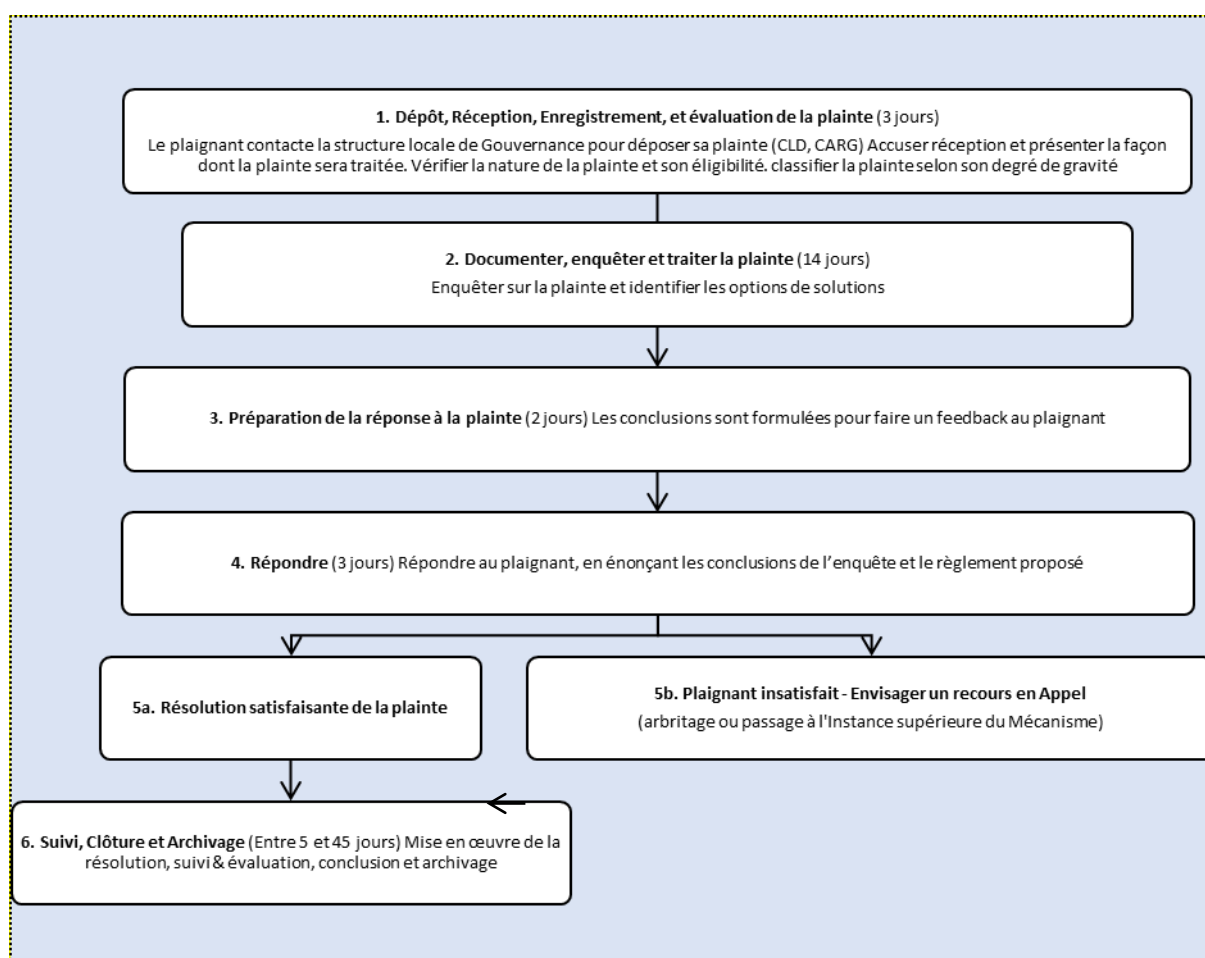 1. Dépôt, Réception, Enregistrement, et évaluation de la plainte (3 jours)
Le plaignant contacte la structure locale de Gouvernance pour déposer sa plainte (CLD, CARG) Accuser réception et présenter la façon
dont la plainte sera traitée. Vérifier la nature de la plainte et son éligibilité. classifier la plainte selon son degré de gravité
2. Documenter, enquêter et traiter la plainte (14 jours)
Enquêter sur la plainte et identifier les options de solutions
3. Préparation de la réponse à la plainte (2 jours) Les conclusions sont formulées pour faire un feedback au plaignant
4. Répondre (3 jours) Répondre au plaignant, en énonçant les conclusions de l'enquête et le règlement proposé
5a. Résolution satisfaisante de la plainte
5b. Plaignant insatisfait - Envisager un recours en Appel
(arbritage ou passage à l'Instance supérieure du Mécanisme)
6. Suivi, Clôture et Archivage (Entre 5 et 45 jours) Mise en œuvre de la
résolution, suivi & évaluation, conclusion et archivage